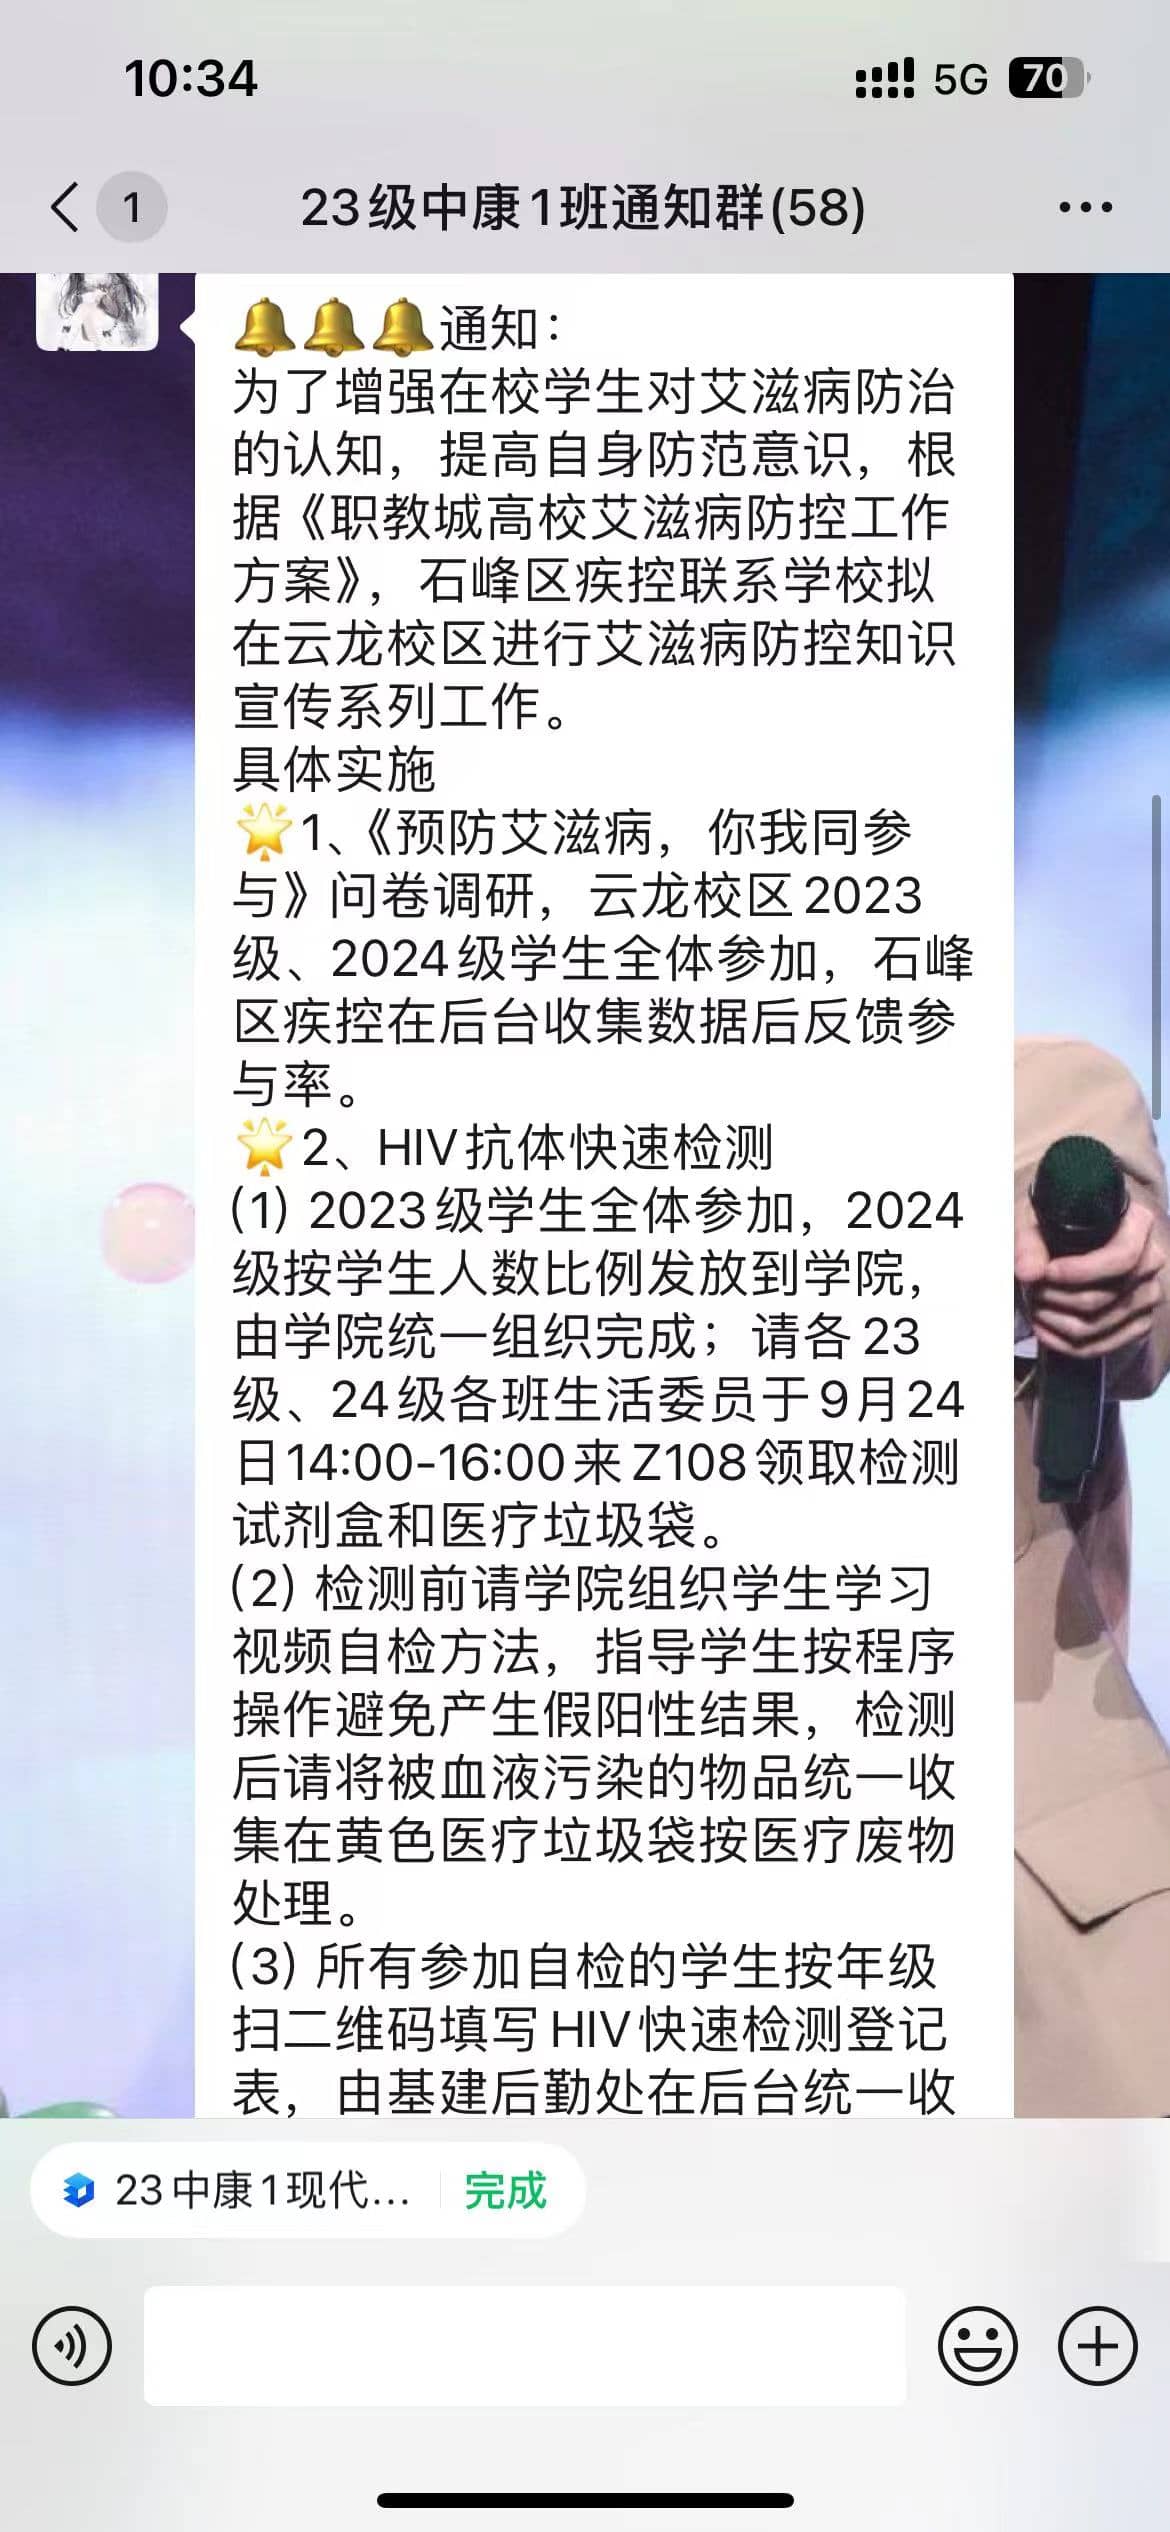 10:34
5G 70
1
23级中康1班通知群(58)
通知：
为了增强在校学生对艾滋病防治
的认知，提高自身防范意识，根
据《职教城高校艾滋病防控工作
方案》，石峰区疾控联系学校拟
在云龙校区进行艾滋病防控知识
宣传系列工作。
具体实施
🌟1、《预防艾滋病，你我同参
与》问卷调研，云龙校区2023
级、2024级学生全体参加，石峰
区疾控在后台收集数据后反馈参
与率。
🌟2、HIV抗体快速检测
(1) 2023级学生全体参加，2024
级按学生人数比例发放到学院，
由学院统一组织完成；请各23
级、24级各班生活委员于9月24
日14:00-16:00来Z108领取检测
试剂盒和医疗垃圾袋。
(2) 检测前请学院组织学生学习
视频自检方法，指导学生按程序
操作避免产生假阳性结果，检测
后请将被血液污染的物品统一收
集在黄色医疗垃圾袋按医疗废物
处理。
(3) 所有参加自检的学生按年级
扫二维码填写HIV快速检测登记
表，由基建后勤处在后台统一收
23中康1现代... 完成